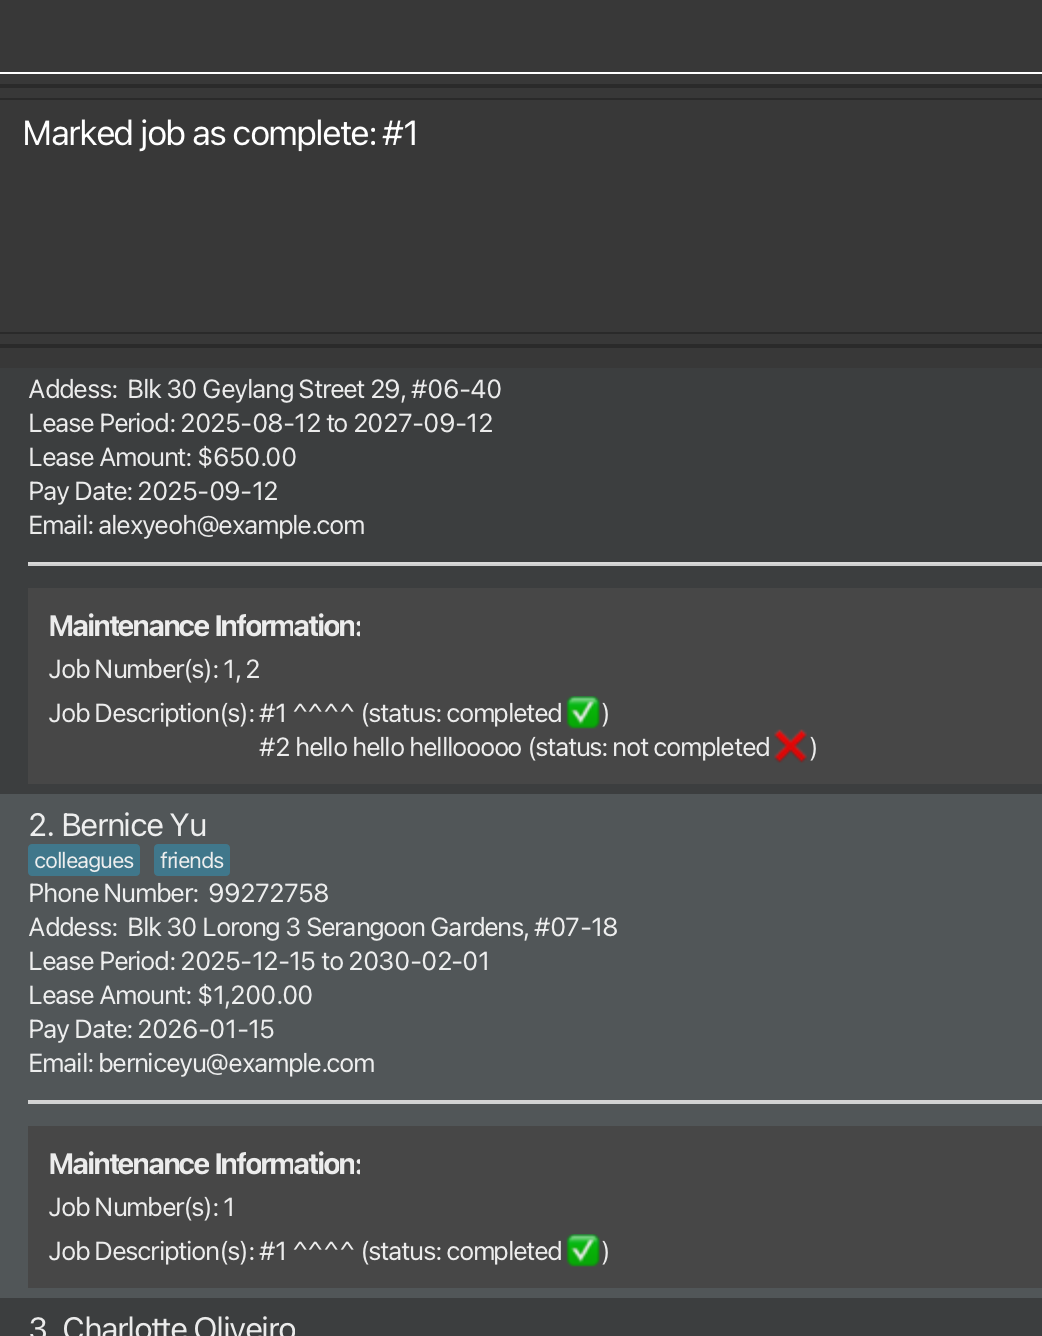 Marked job as complete: #1
Addess: Blk 30 Geylang Street 29, #06-40
Lease Period: 2025-08-12 to 2027-09-12
Lease Amount: $650.00
Pay Date: 2025-09-12
Email: alexyeoh@example.com
Maintenance Information:
Job Number(s): 1, 2
Job Description(s): #1 ^^^^ (status: completed ✅)
#2 hello hello helllooooo (status: not completed ❌)
2. Bernice Yu
colleagues friends
Phone Number: 99272758
Addess: Blk 30 Lorong 3 Serangoon Gardens, #07-18
Lease Period: 2025-12-15 to 2030-02-01
Lease Amount: $1,200.00
Pay Date: 2026-01-15
Email: berniceyu@example.com
Maintenance Information:
Job Number(s): 1
Job Description(s): #1 ^^^^ (status: completed ✅)
3. Charlotte Oliveiro